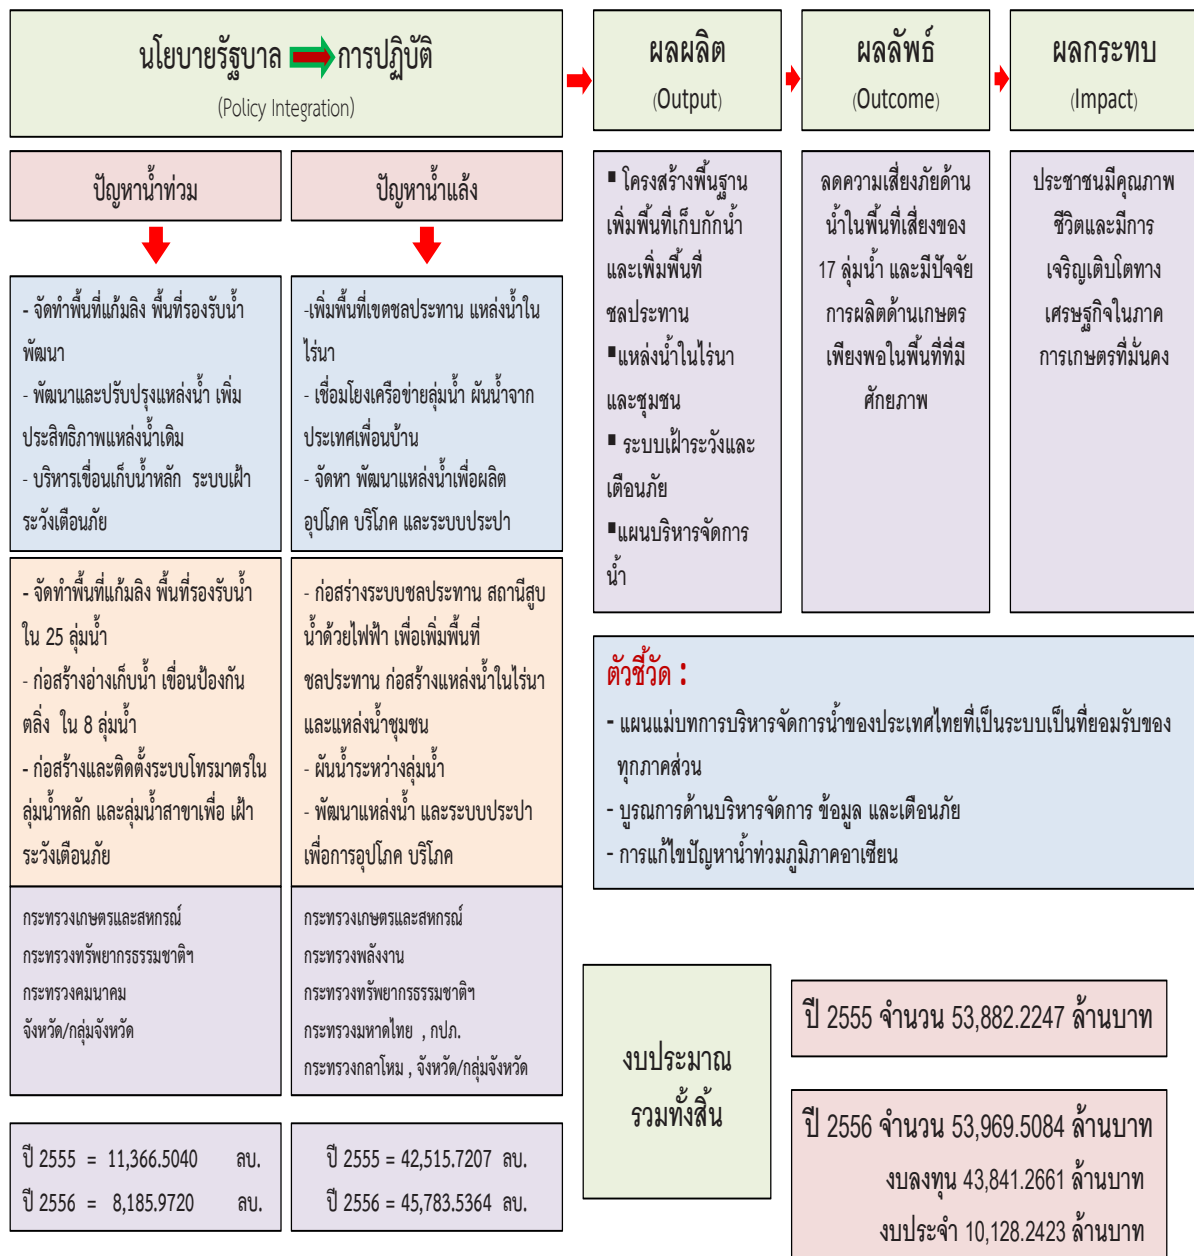 นโยบายรัฐบาล การปฏิบัติ
(Policy Integration)
ผลผลิต
(Output)
ผลลัพธ์
(Outcome)
ผลกระทบ
(Impact)
ปัญหาน้ำท่วม
ปัญหาน้ำแล้ง
- จัดทำพื้นที่แก้มลิง พื้นที่รองรับน้ำ
พัฒนา
- พัฒนาและปรับปรุงแหล่งน้ำ เพิ่ม
ประสิทธิภาพแหล่งน้ำเดิม
- บริหารเขื่อนเก็บน้ำหลัก ระบบเฝ้า
ระวังเตือนภัย
-เพิ่มพื้นที่เขตชลประทาน แหล่งน้ำใน
ไร่นา
- เชื่อมโยงเครือข่ายลุ่มน้ำ ผันน้ำจาก
ประเทศเพื่อนบ้าน
- จัดหา พัฒนาแหล่งน้ำเพื่อผลิต
อุปโภค บริโภค และระบบประปา
- จัดทำพื้นที่แก้มลิง พื้นที่รองรับน้ำ
ใน 25 ลุ่มน้ำ
- ก่อสร้างอ่างเก็บน้ำ เขื่อนป้องกัน
ตลิ่ง ใน 8 ลุ่มน้ำ
- ก่อสร้างและติดตั้งระบบโทรมาตรใน
ลุ่มน้ำหลัก และลุ่มน้ำสาขาเพื่อ เฝ้า
ระวังเตือนภัย
- ก่อสร่างระบบชลประทาน สถานีสูบ
น้ำด้วยไฟฟ้า เพื่อเพิ่มพื้นที่
ชลประทาน ก่อสร้างแหล่งน้ำในไร่นา
และแหล่งน้ำชุมชน
- ผันน้ำระหว่างลุ่มน้ำ
- พัฒนาแหล่งน้ำ และระบบประปา
เพื่อการอุปโภค บริโภค
กระทรวงเกษตรและสหกรณ์
กระทรวงทรัพยากรธรรมชาติฯ
กระทรวงคมนาคม
จังหวัด/กลุ่มจังหวัด
กระทรวงเกษตรและสหกรณ์
กระทรวงพลังงาน
กระทรวงทรัพยากรธรรมชาติฯ
กระทรวงมหาดไทย , กปภ.
กระทรวงกลาโหม , จังหวัด/กลุ่มจังหวัด
ปี 2555 = 11,366.5040 ลบ.
ปี 2556 = 8,185.9720 ลบ.
ปี 2555 = 42,515.7207 ลบ.
ปี 2556 = 45,783.5364 ลบ.
▪ โครงสร้างพื้นฐาน
เพิ่มพื้นที่เก็บกักน้ำ
และเพิ่มพื้นที่
ชลประทาน
▪แหล่งน้ำในไร่นา
และชุมชน
▪ ระบบเฝ้าระวังและ
เตือนภัย
▪แผนบริหารจัดการ
น้ำ
ลดความเสี่ยงภัยด้าน
น้ำในพื้นที่เสี่ยงของ
17 ลุ่มน้ำ และมีปัจจัย
การผลิตด้านเกษตร
เพียงพอในพื้นที่ที่มี
ศักยภาพ
ประชาชนมีคุณภาพ
ชีวิตและมีการ
เจริญเติบโตทาง
เศรษฐกิจในภาค
การเกษตรที่มั่นคง
ตัวชี้วัด :
- แผนแม่บทการบริหารจัดการน้ำของประเทศไทยที่เป็นระบบเป็นที่ยอมรับของ
ทุกภาคส่วน
- บูรณการด้านบริหารจัดการ ข้อมูล และเตือนภัย
- การแก้ไขปัญหาน้ำท่วมภูมิภาคอาเซียน
งบประมาณ
รวมทั้งสิ้น
ปี 2555 จำนวน 53,882.2247 ล้านบาท
ปี 2556 จำนวน 53,969.5084 ล้านบาท
งบลงทุน 43,841.2661 ล้านบาท
งบประจำ 10,128.2423 ล้านบาท